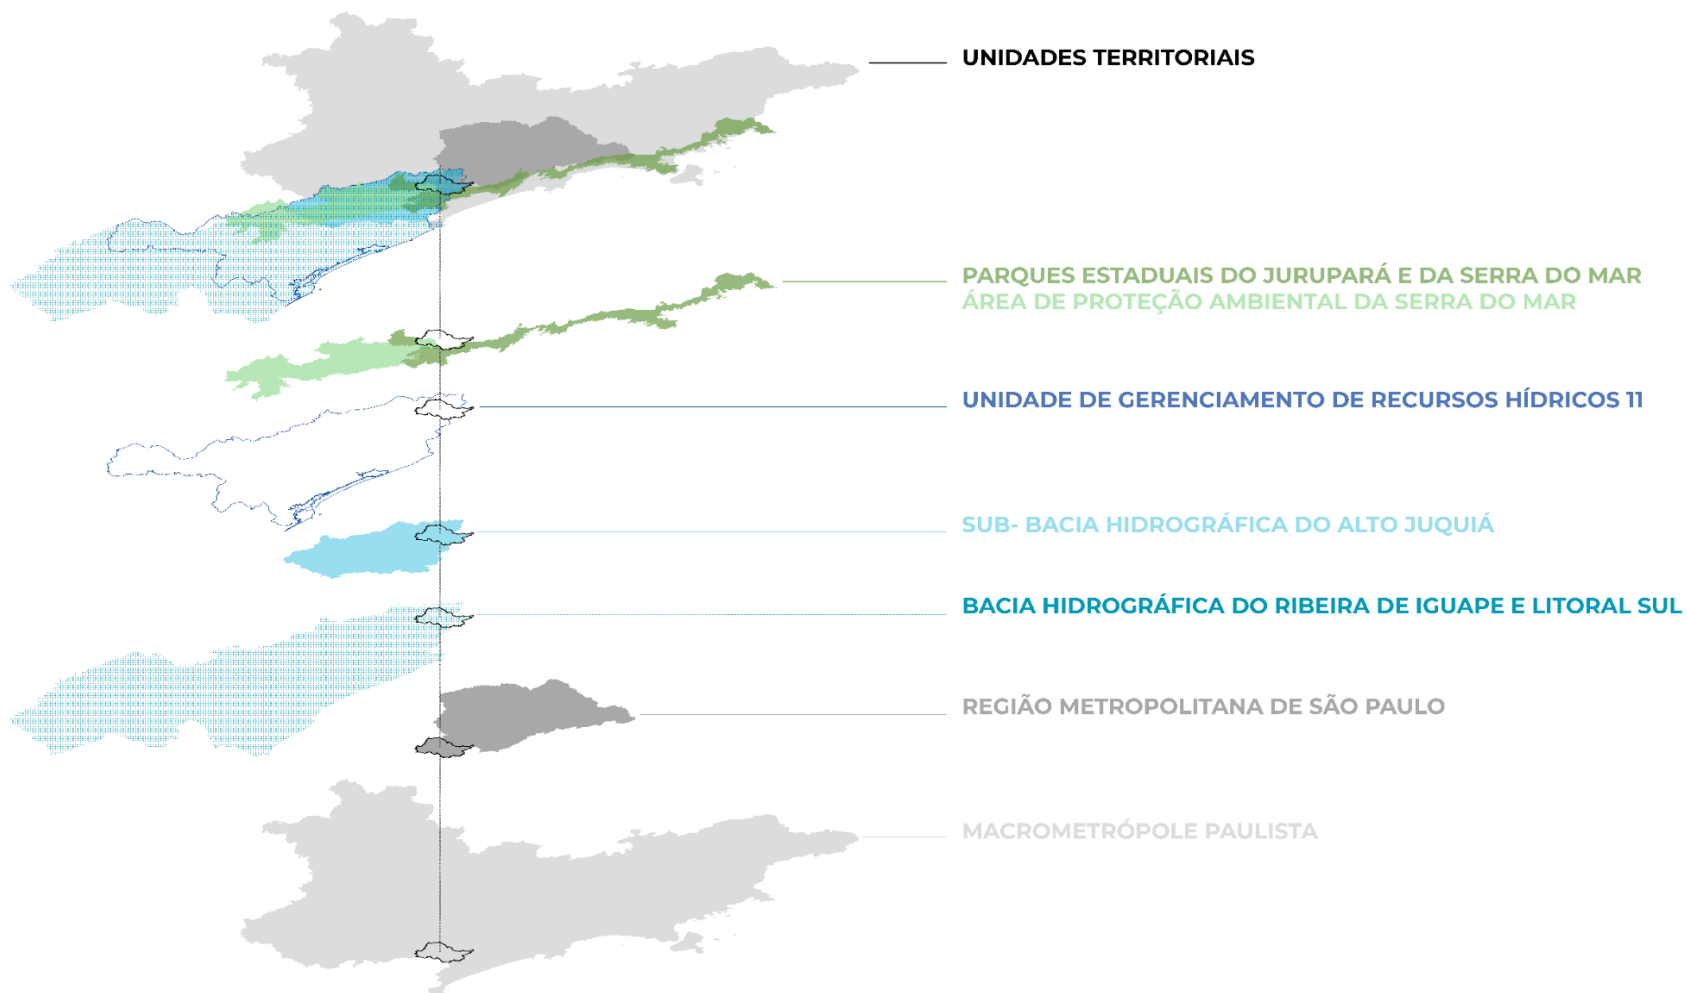 UNIDADES TERRITORIAIS
PARQUES ESTADUAIS DO JURUPARÁ E DA SERRA DO MAR
ÁREA DE PROTEÇÃO AMBIENTAL DA SERRA DO MAR
UNIDADE DE GERENCIAMENTO DE RECURSOS HÍDRICOS 11
SUB- BACIA HIDROGRÁFICA DO ALTO JUQUIÁ
BACIA HIDROGRÁFICA DO RIBEIRA DE IGUAPE E LITORAL SUL
REGIÃO METROPOLITANA DE SÃO PAULO
MACROMETRÓPOLE PAULISTA